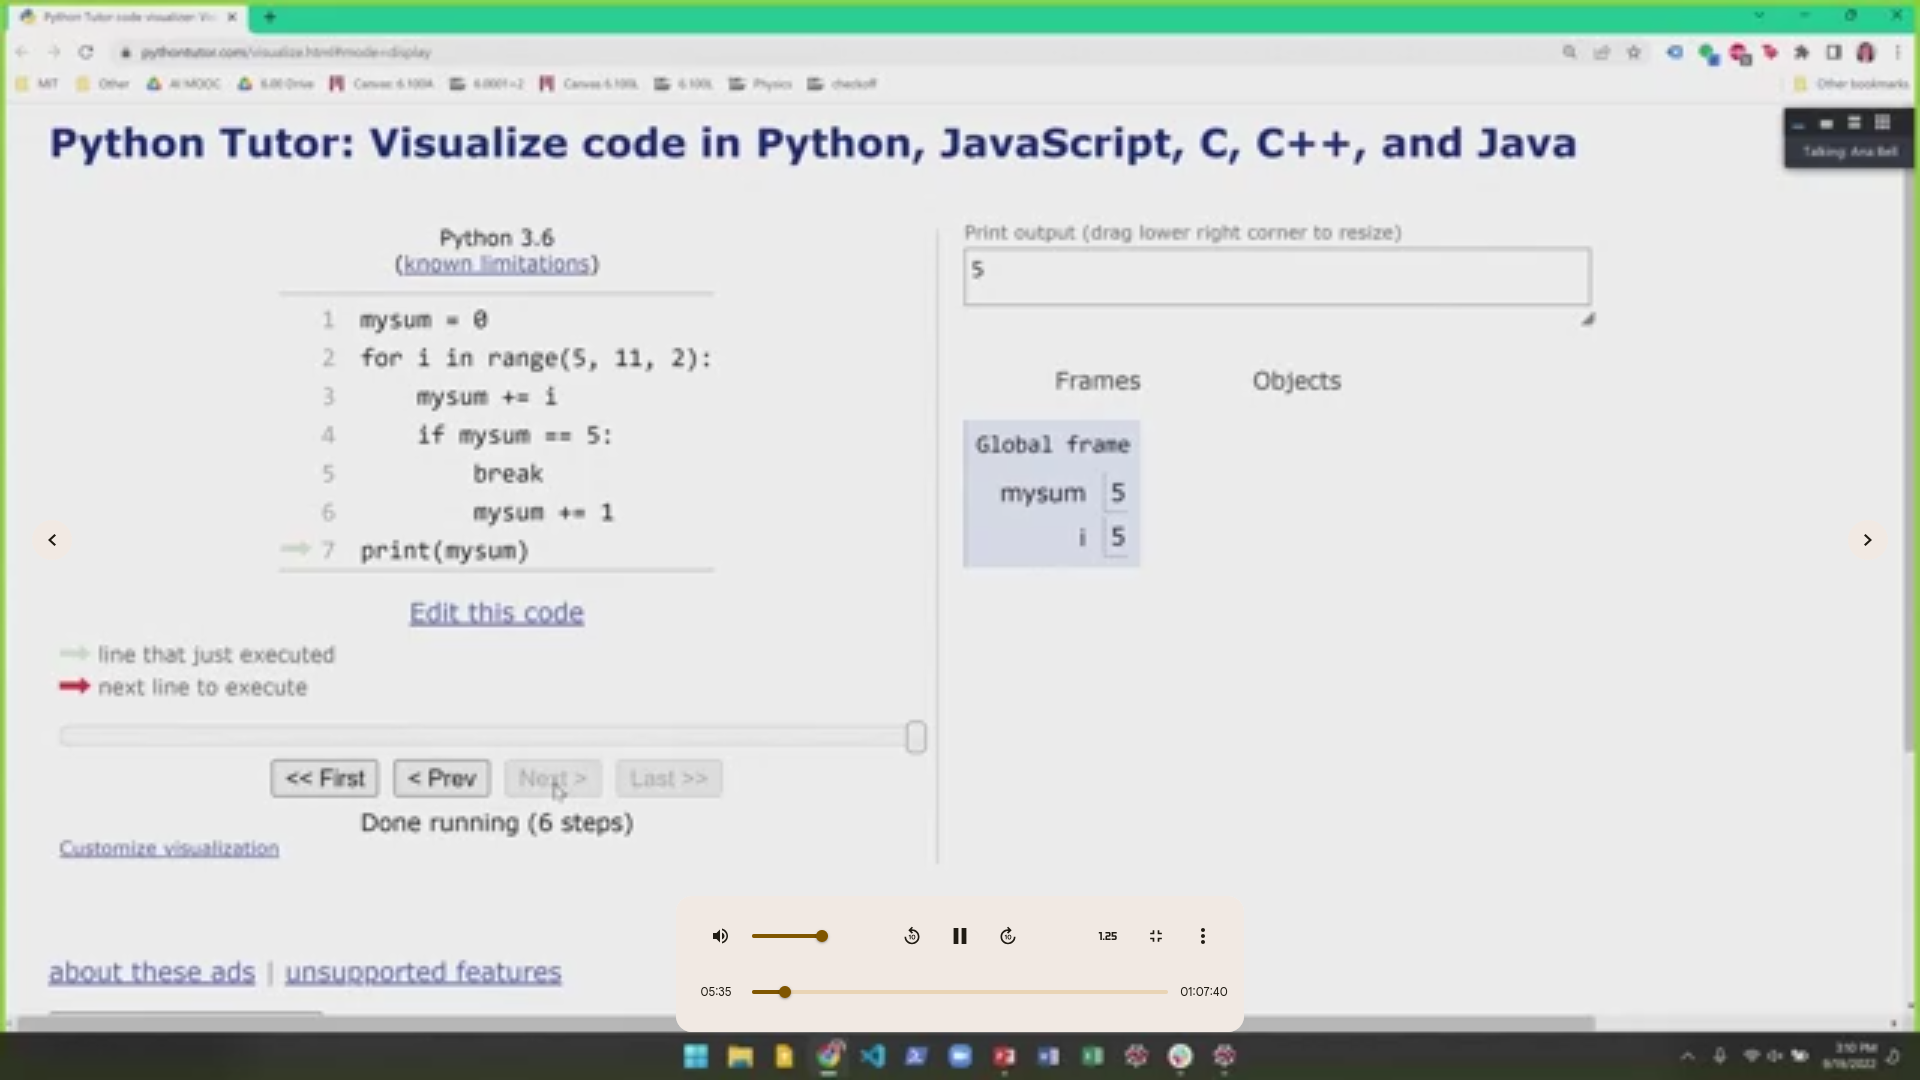 Python Tutor code visualizer: Vi
pythontutor.com/visualize.html#mode=display
MIT
Other
AI MOOC
6.00 Drive
Canvas: 6.100A
6.0001+2
Canvas 6.100L
6.100L
Physics
checkoff
Other bookmarks
Python Tutor: Visualize code in Python, JavaScript, C, C++, and Java
Talking: Ana Bell
Python 3.6
(known limitations)
1 mysum = 0
2 for i in range(5, 11, 2):
3 mysum += i
4 if mysum == 5:
5 break
6 mysum += 1
7 print(mysum)
Edit this code
line that just executed
next line to execute
<< First
< Prev
Next >
Last >>
Done running (6 steps)
Customize visualization
Print output (drag lower right corner to resize)
5
Frames
Objects
Global frame
mysum 5
i 5
about these ads | unsupported features
10
10
1.25
05:35
01:07:40
3:10 PM